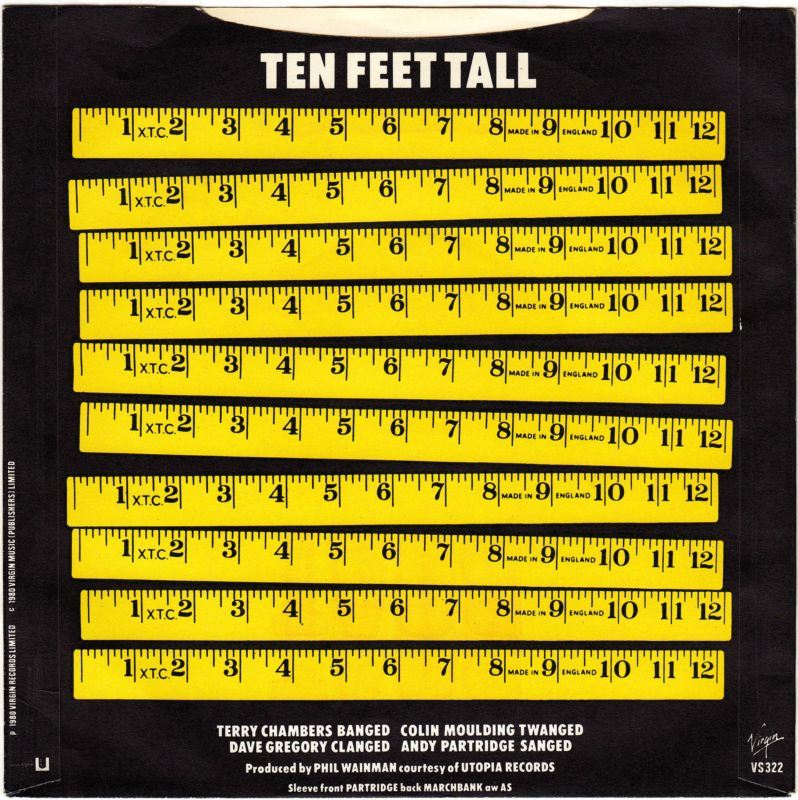 TEN FEET TALL
1 X.T.C. 2 3 4 5 6 7 8 MADE IN 9 ENGLAND 10 11 12
1 X.T.C. 2 3 4 5 6 7 8 MADE IN 9 ENGLAND 10 11 12
1 X.T.C. 2 3 4 5 6 7 8 MADE IN 9 ENGLAND 10 11 12
1 X.T.C. 2 3 4 5 6 7 8 MADE IN 9 ENGLAND 10 11 12
1 X.T.C. 2 3 4 5 6 7 8 MADE IN 9 ENGLAND 10 11 12
1 X.T.C. 2 3 4 5 6 7 8 MADE IN 9 ENGLAND 10 11 12
1 X.T.C. 2 3 4 5 6 7 8 MADE IN 9 ENGLAND 10 11 12
1 X.T.C. 2 3 4 5 6 7 8 MADE IN 9 ENGLAND 10 11 12
1 X.T.C. 2 3 4 5 6 7 8 MADE IN 9 ENGLAND 10 11 12
1 X.T.C. 2 3 4 5 6 7 8 MADE IN 9 ENGLAND 10 11 12
TERRY CHAMBERS BANGED COLIN MOULDING TWANGED
DAVE GREGORY CLANGED ANDY PARTRIDGE SANGED
Produced by PHIL WAINMAN courtesy of UTOPIA RECORDS
Sleeve front PARTRIDGE back MARCHBANK aw AS
P 1980 VIRGIN RECORDS LIMITED C 1980 VIRGIN MUSIC (PUBLISHERS) LIMITED
U
Virgin
VS322